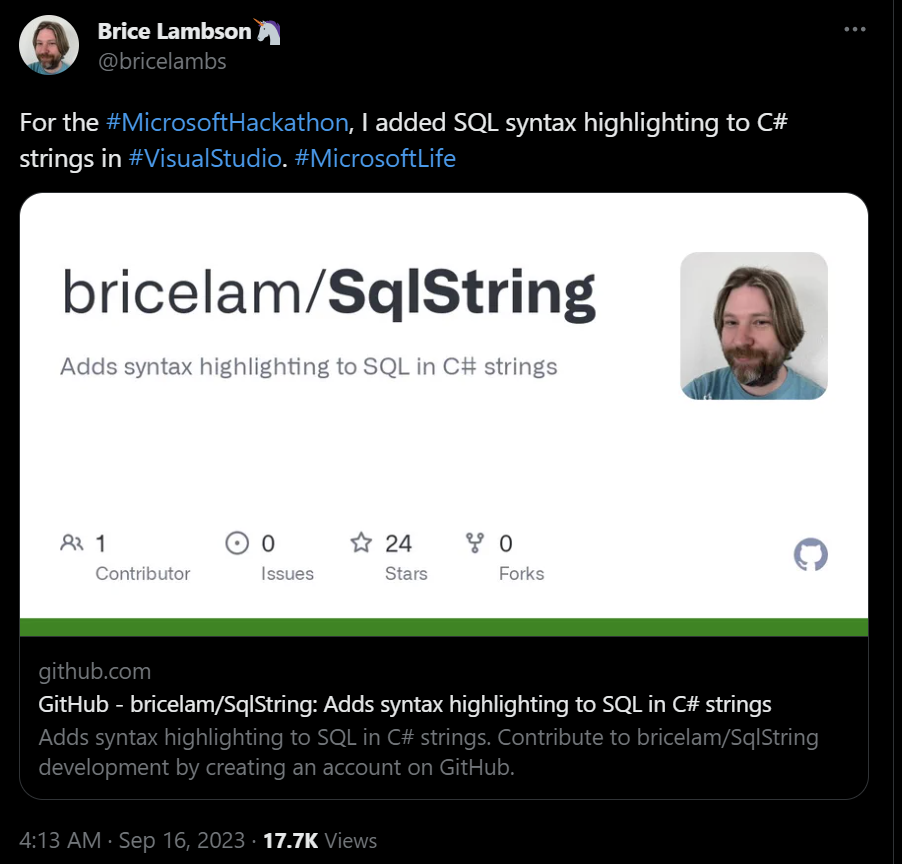 Brice Lambson🦄
@bricelambs
For the #MicrosoftHackathon, I added SQL syntax highlighting to C#
strings in #VisualStudio. #MicrosoftLife
bricelam/SqlString
Adds syntax highlighting to SQL in C# strings
1 0 24 0
Contributor Issues Stars Forks
github.com
GitHub - bricelam/SqlString: Adds syntax highlighting to SQL in C# strings
Adds syntax highlighting to SQL in C# strings. Contribute to bricelam/SqlString
development by creating an account on GitHub.
4:13 AM · Sep 16, 2023 · 17.7K Views